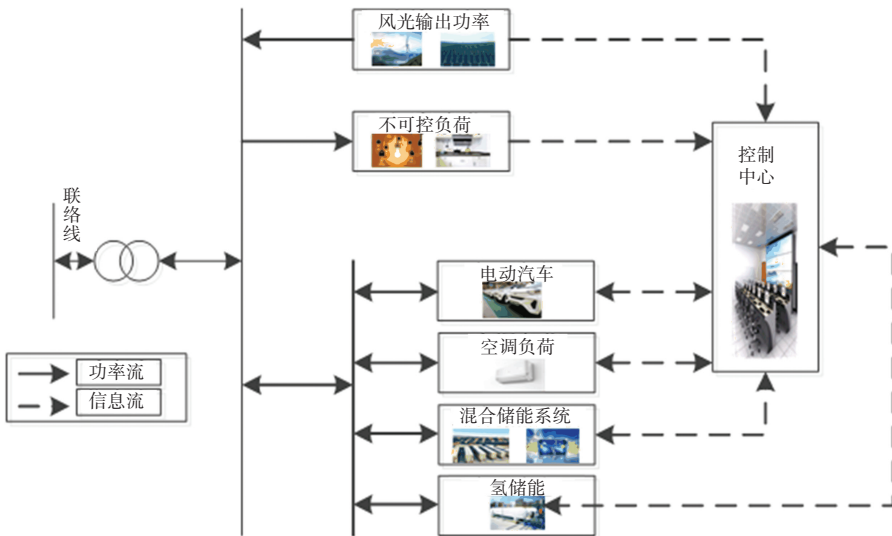 风光输出功率
不可控负荷
控制
中心
联
络
线
电动汽车
空调负荷
功率流
信息流
混合储能系统
氢储能